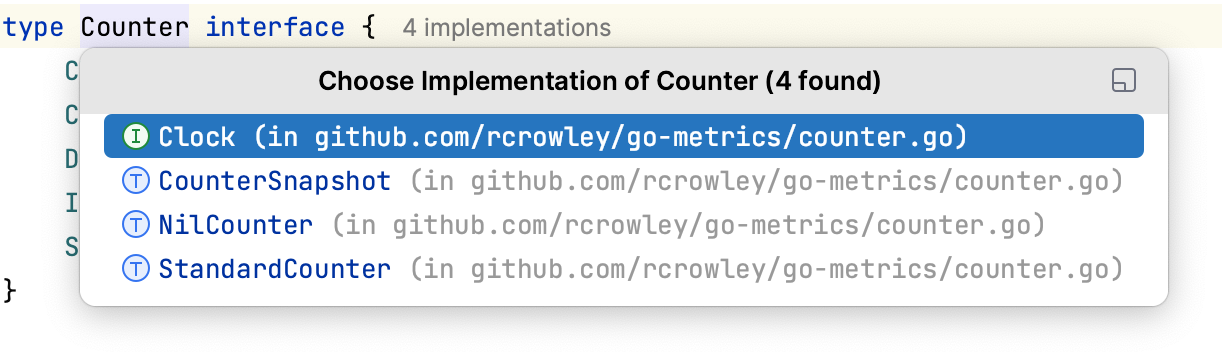 type Counter interface { 4 implementations
Choose Implementation of Counter (4 found)
C
I Clock (in github.com/rcrowley/go-metrics/counter.go)
C
T CounterSnapshot (in github.com/rcrowley/go-metrics/counter.go)
D
T NilCounter (in github.com/rcrowley/go-metrics/counter.go)
I
T StandardCounter (in github.com/rcrowley/go-metrics/counter.go)
S
}